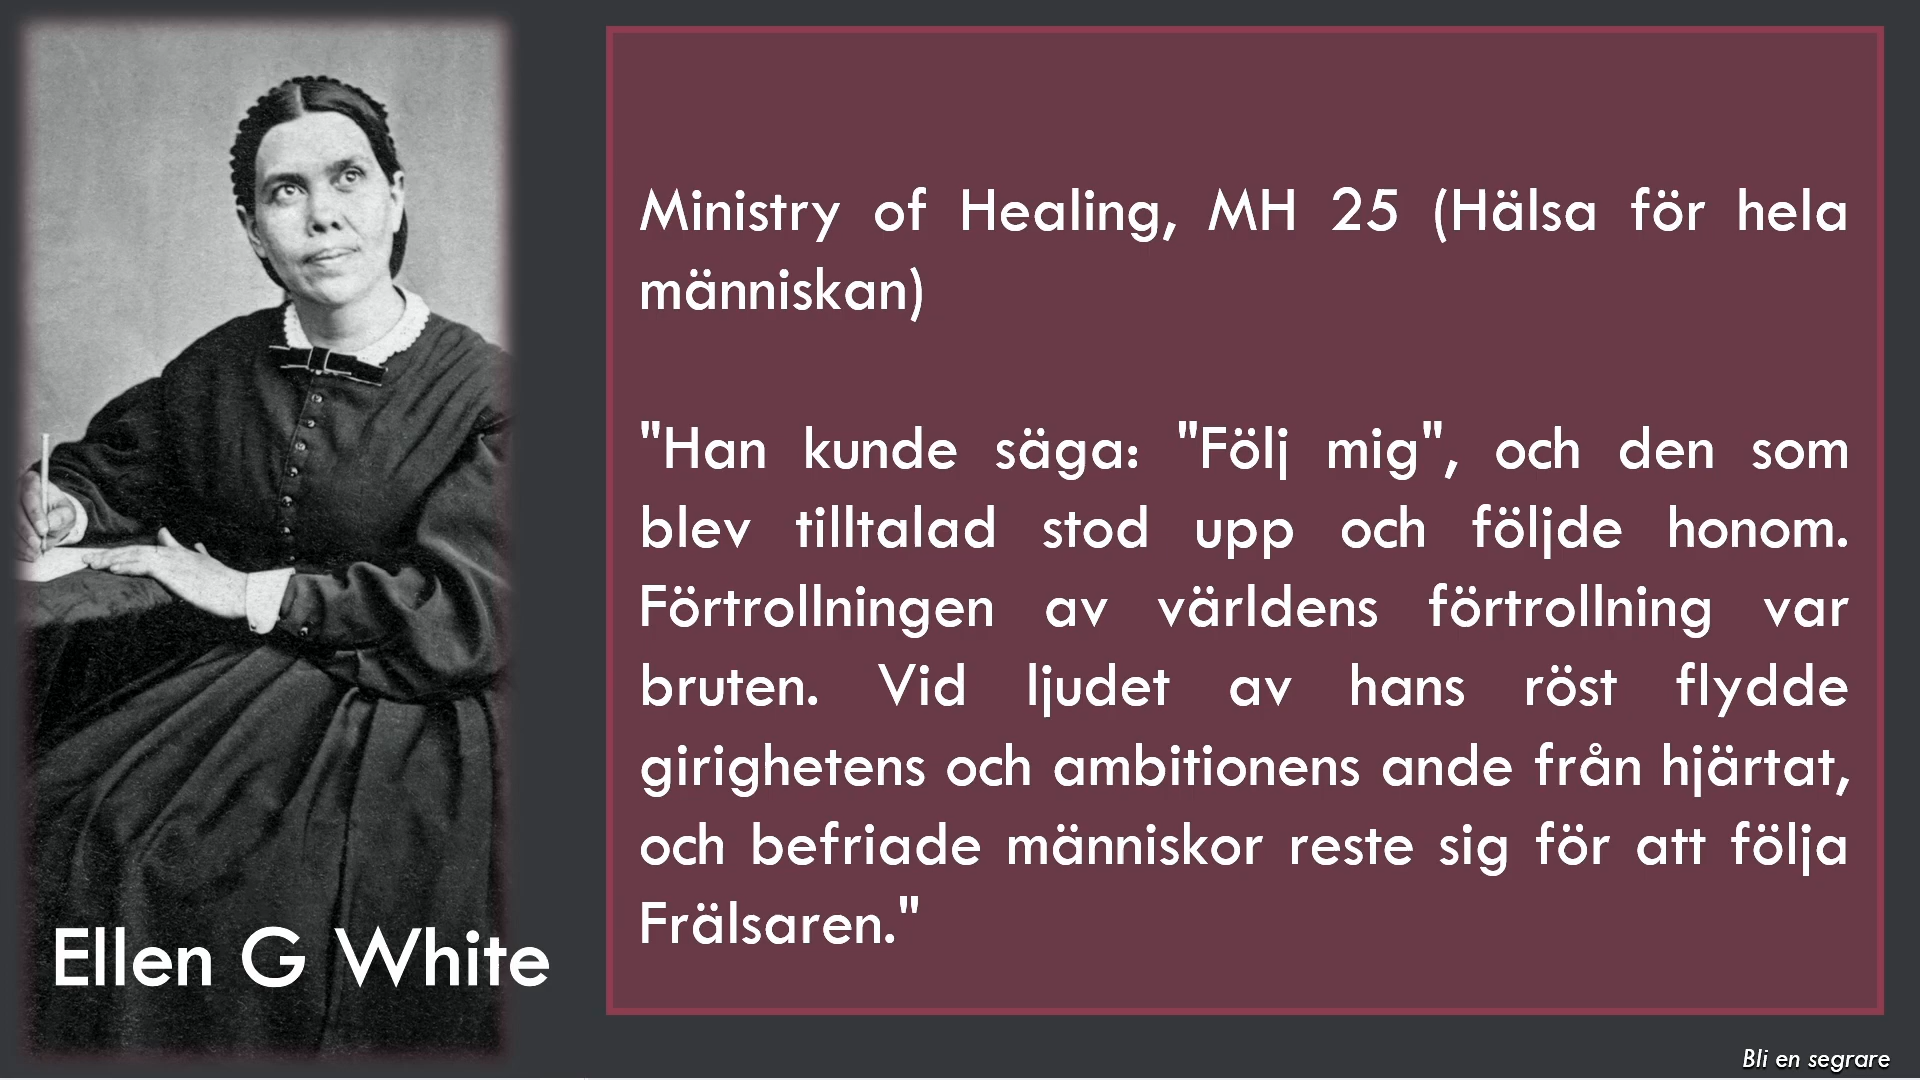 Ministry of Healing, MH 25 (Hälsa för hela
människan)
"Han kunde säga: "Följ mig", och den som
blev tilltalad stod upp och följde honom.
Förtrollningen av världens förtrollning var
bruten. Vid ljudet av hans röst flydde
girighetens och ambitionens ande från hjärtat,
och befriade människor reste sig för att följa
Frälsaren."
Ellen G White
Bli en segrare